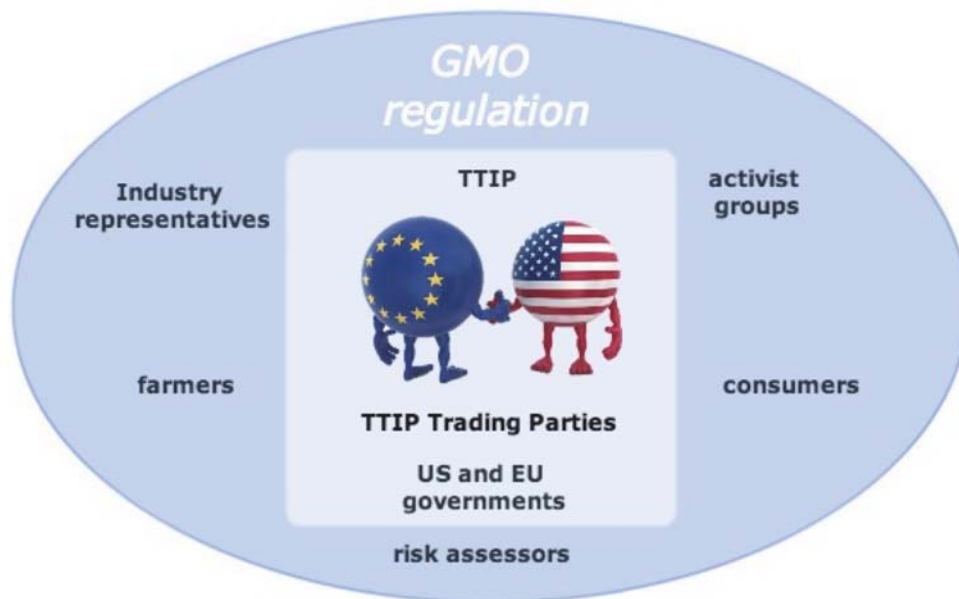 GMO
regulation
TTIP
Industry
representatives
activist
groups
farmers
consumers
TTIP Trading Parties
US and EU
governments
risk assessors